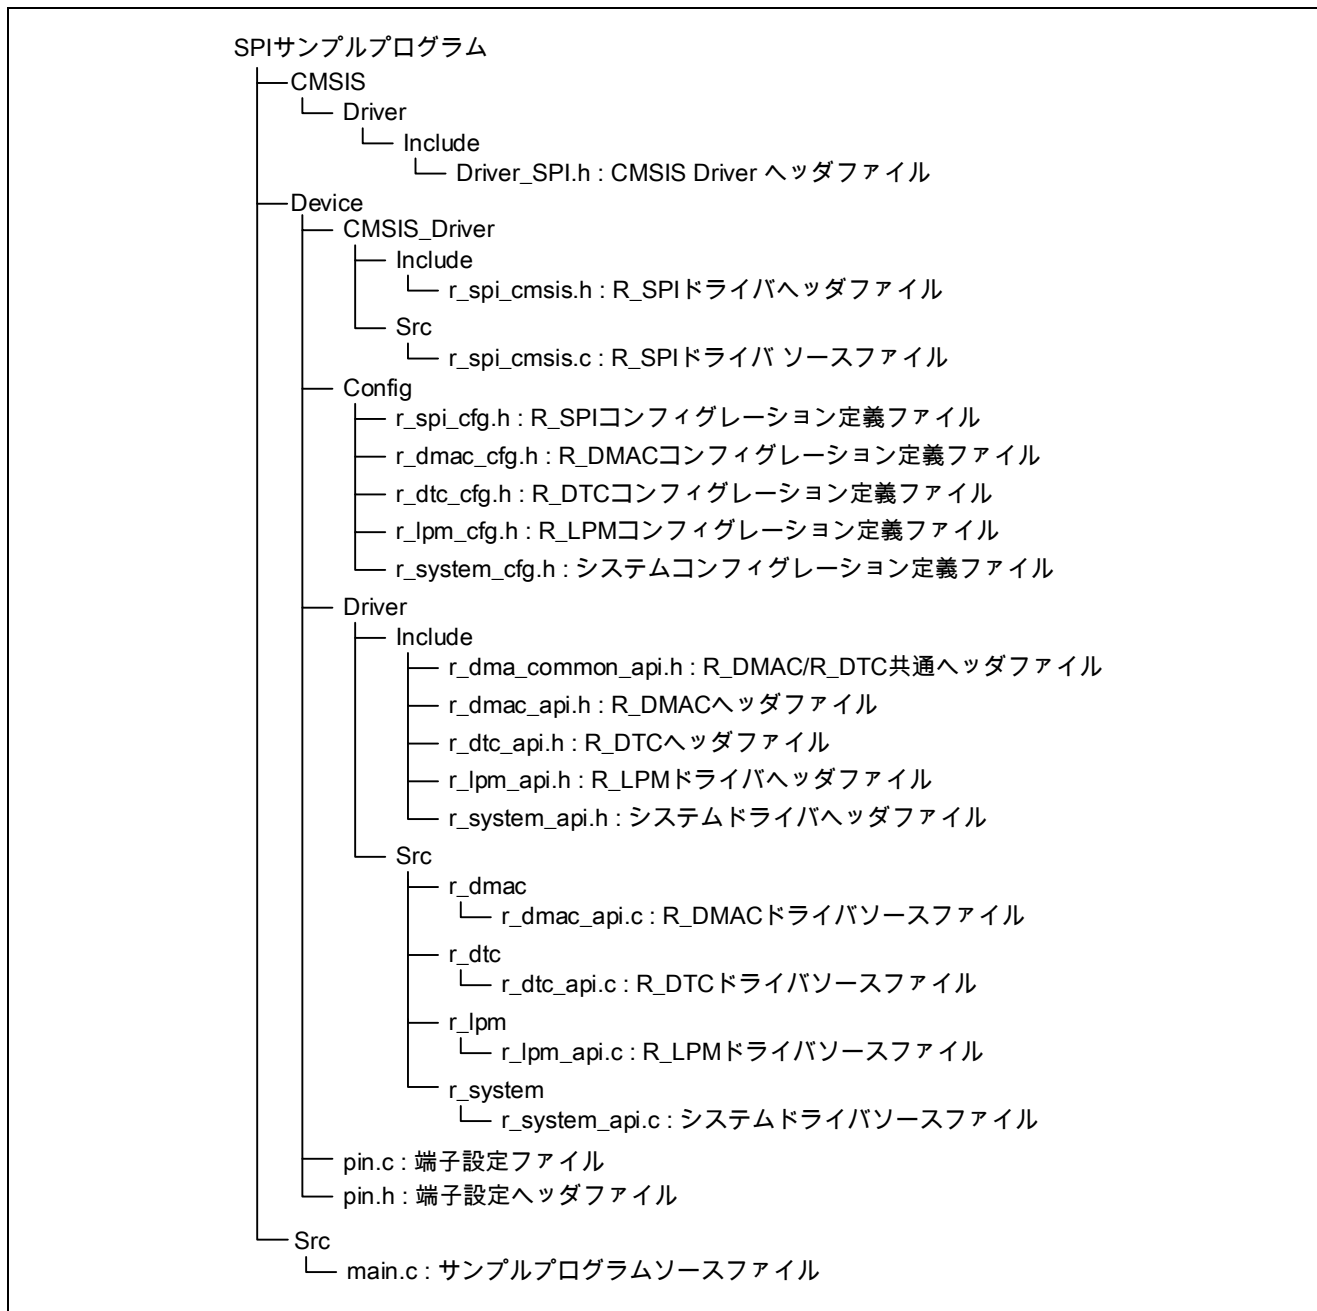 SPIサンプルプログラム
CMSIS
Driver
Include
Driver_SPI.h : CMSIS Driver ヘッダファイル
Device
CMSIS_Driver
Include
r_spi_cmsis.h : R_SPIドライバヘッダファイル
Src
r_spi_cmsis.c : R_SPIドライバ ソースファイル
Config
r_spi_cfg.h : R_SPIコンフィグレーション定義ファイル
r_dmac_cfg.h : R_DMACコンフィグレーション定義ファイル
r_dtc_cfg.h : R_DTCコンフィグレーション定義ファイル
r_lpm_cfg.h : R_LPMコンフィグレーション定義ファイル
r_system_cfg.h : システムコンフィグレーション定義ファイル
Driver
Include
r_dma_common_api.h : R_DMAC/R_DTC共通ヘッダファイル
r_dmac_api.h : R_DMACヘッダファイル
r_dtc_api.h : R_DTCヘッダファイル
r_lpm_api.h : R_LPMドライバヘッダファイル
r_system_api.h : システムドライバヘッダファイル
Src
r_dmac
r_dmac_api.c : R_DMACドライバソースファイル
r_dtc
r_dtc_api.c : R_DTCドライバソースファイル
r_lpm
r_lpm_api.c : R_LPMドライバソースファイル
r_system
r_system_api.c : システムドライバソースファイル
pin.c : 端子設定ファイル
pin.h : 端子設定ヘッダファイル
Src
main.c : サンプルプログラムソースファイル